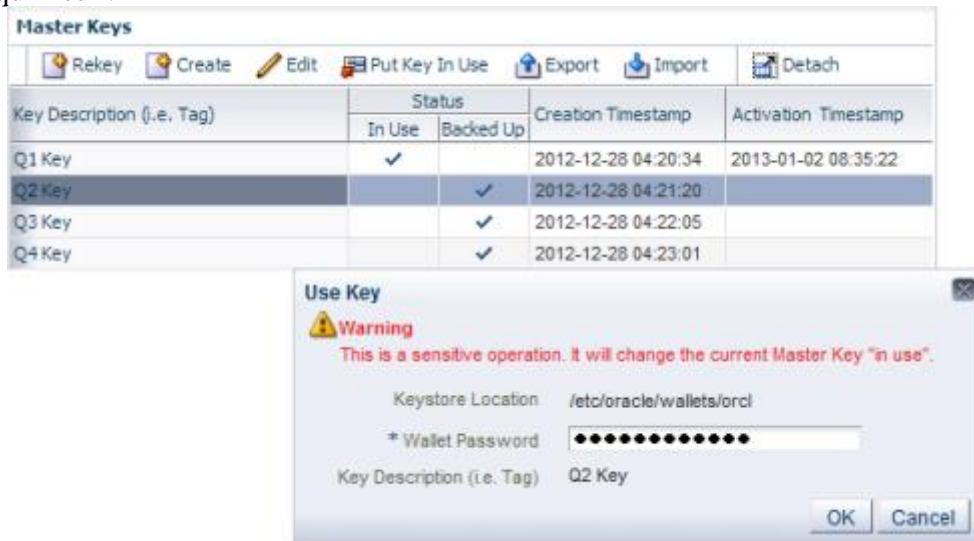 Master Keys
Rekey Create Edit Put Key In Use Export Import Detach
Key Description (i.e. Tag) Status Creation Timestamp Activation Timestamp
In Use Backed Up
Q1 Key 2012-12-28 04:20:34 2013-01-02 08:35:22
Q2 Key 2012-12-28 04:21:20
Q3 Key 2012-12-28 04:22:05
Q4 Key 2012-12-28 04:23:01
Use Key
Warning
This is a sensitive operation. It will change the current Master Key "in use".
Keystore Location /etc/oracle/wallets/orcl
* Wallet Password ●●●●●●●●●●●●●
Key Description (i.e. Tag) Q2 Key
OK Cancel